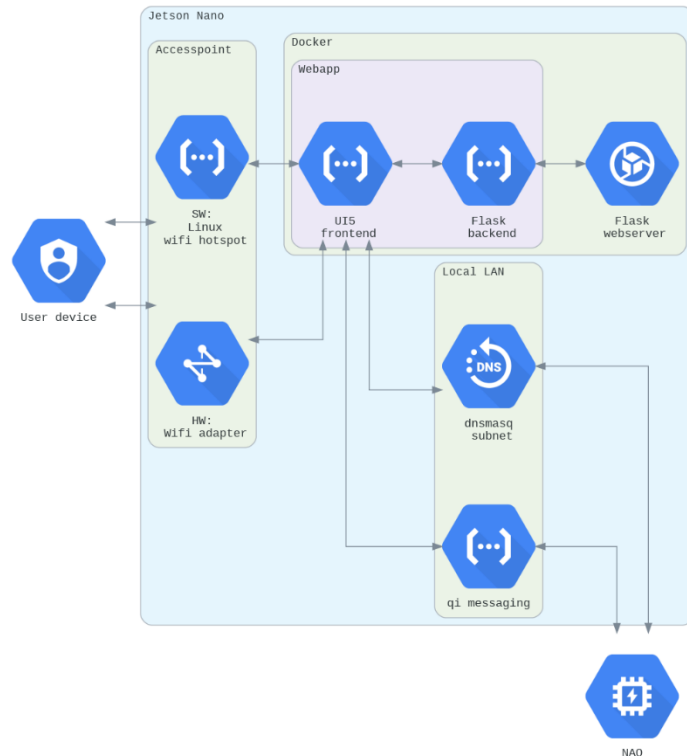 Jetson Nano
Accesspoint
Docker
Webapp
SW:
Linux
wifi hotspot
UI5
frontend
Flask
backend
Flask
webserver
User device
Local LAN
DNS
HW:
Wifi adapter
dnsmasq
subnet
qi messaging
NAO